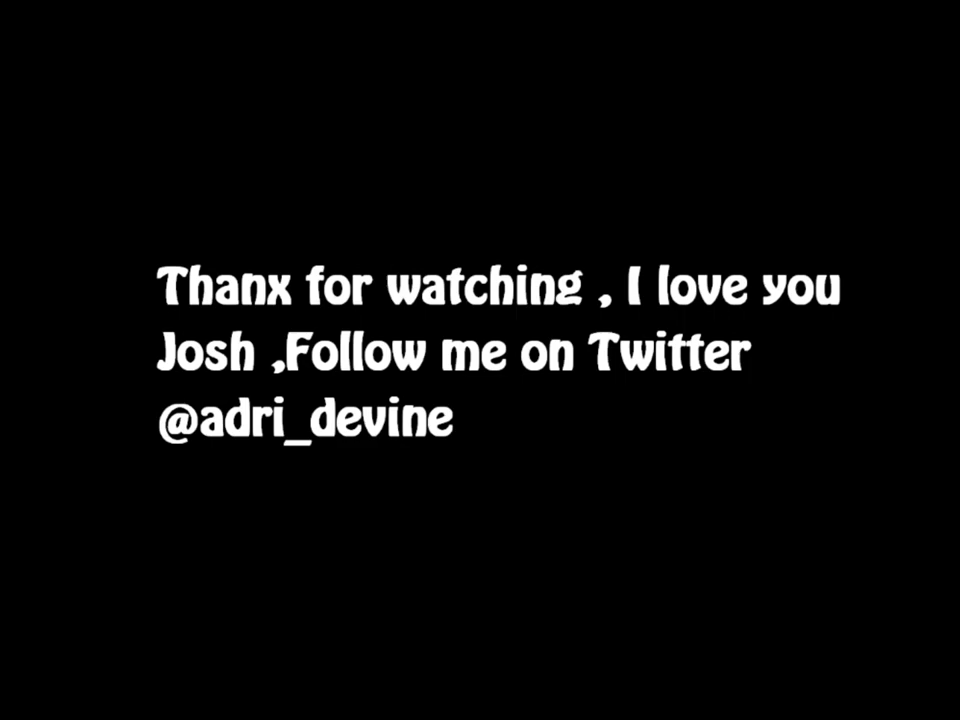 Thanx for watching , I love you
Josh ,Follow me on Twitter
@adri_devine